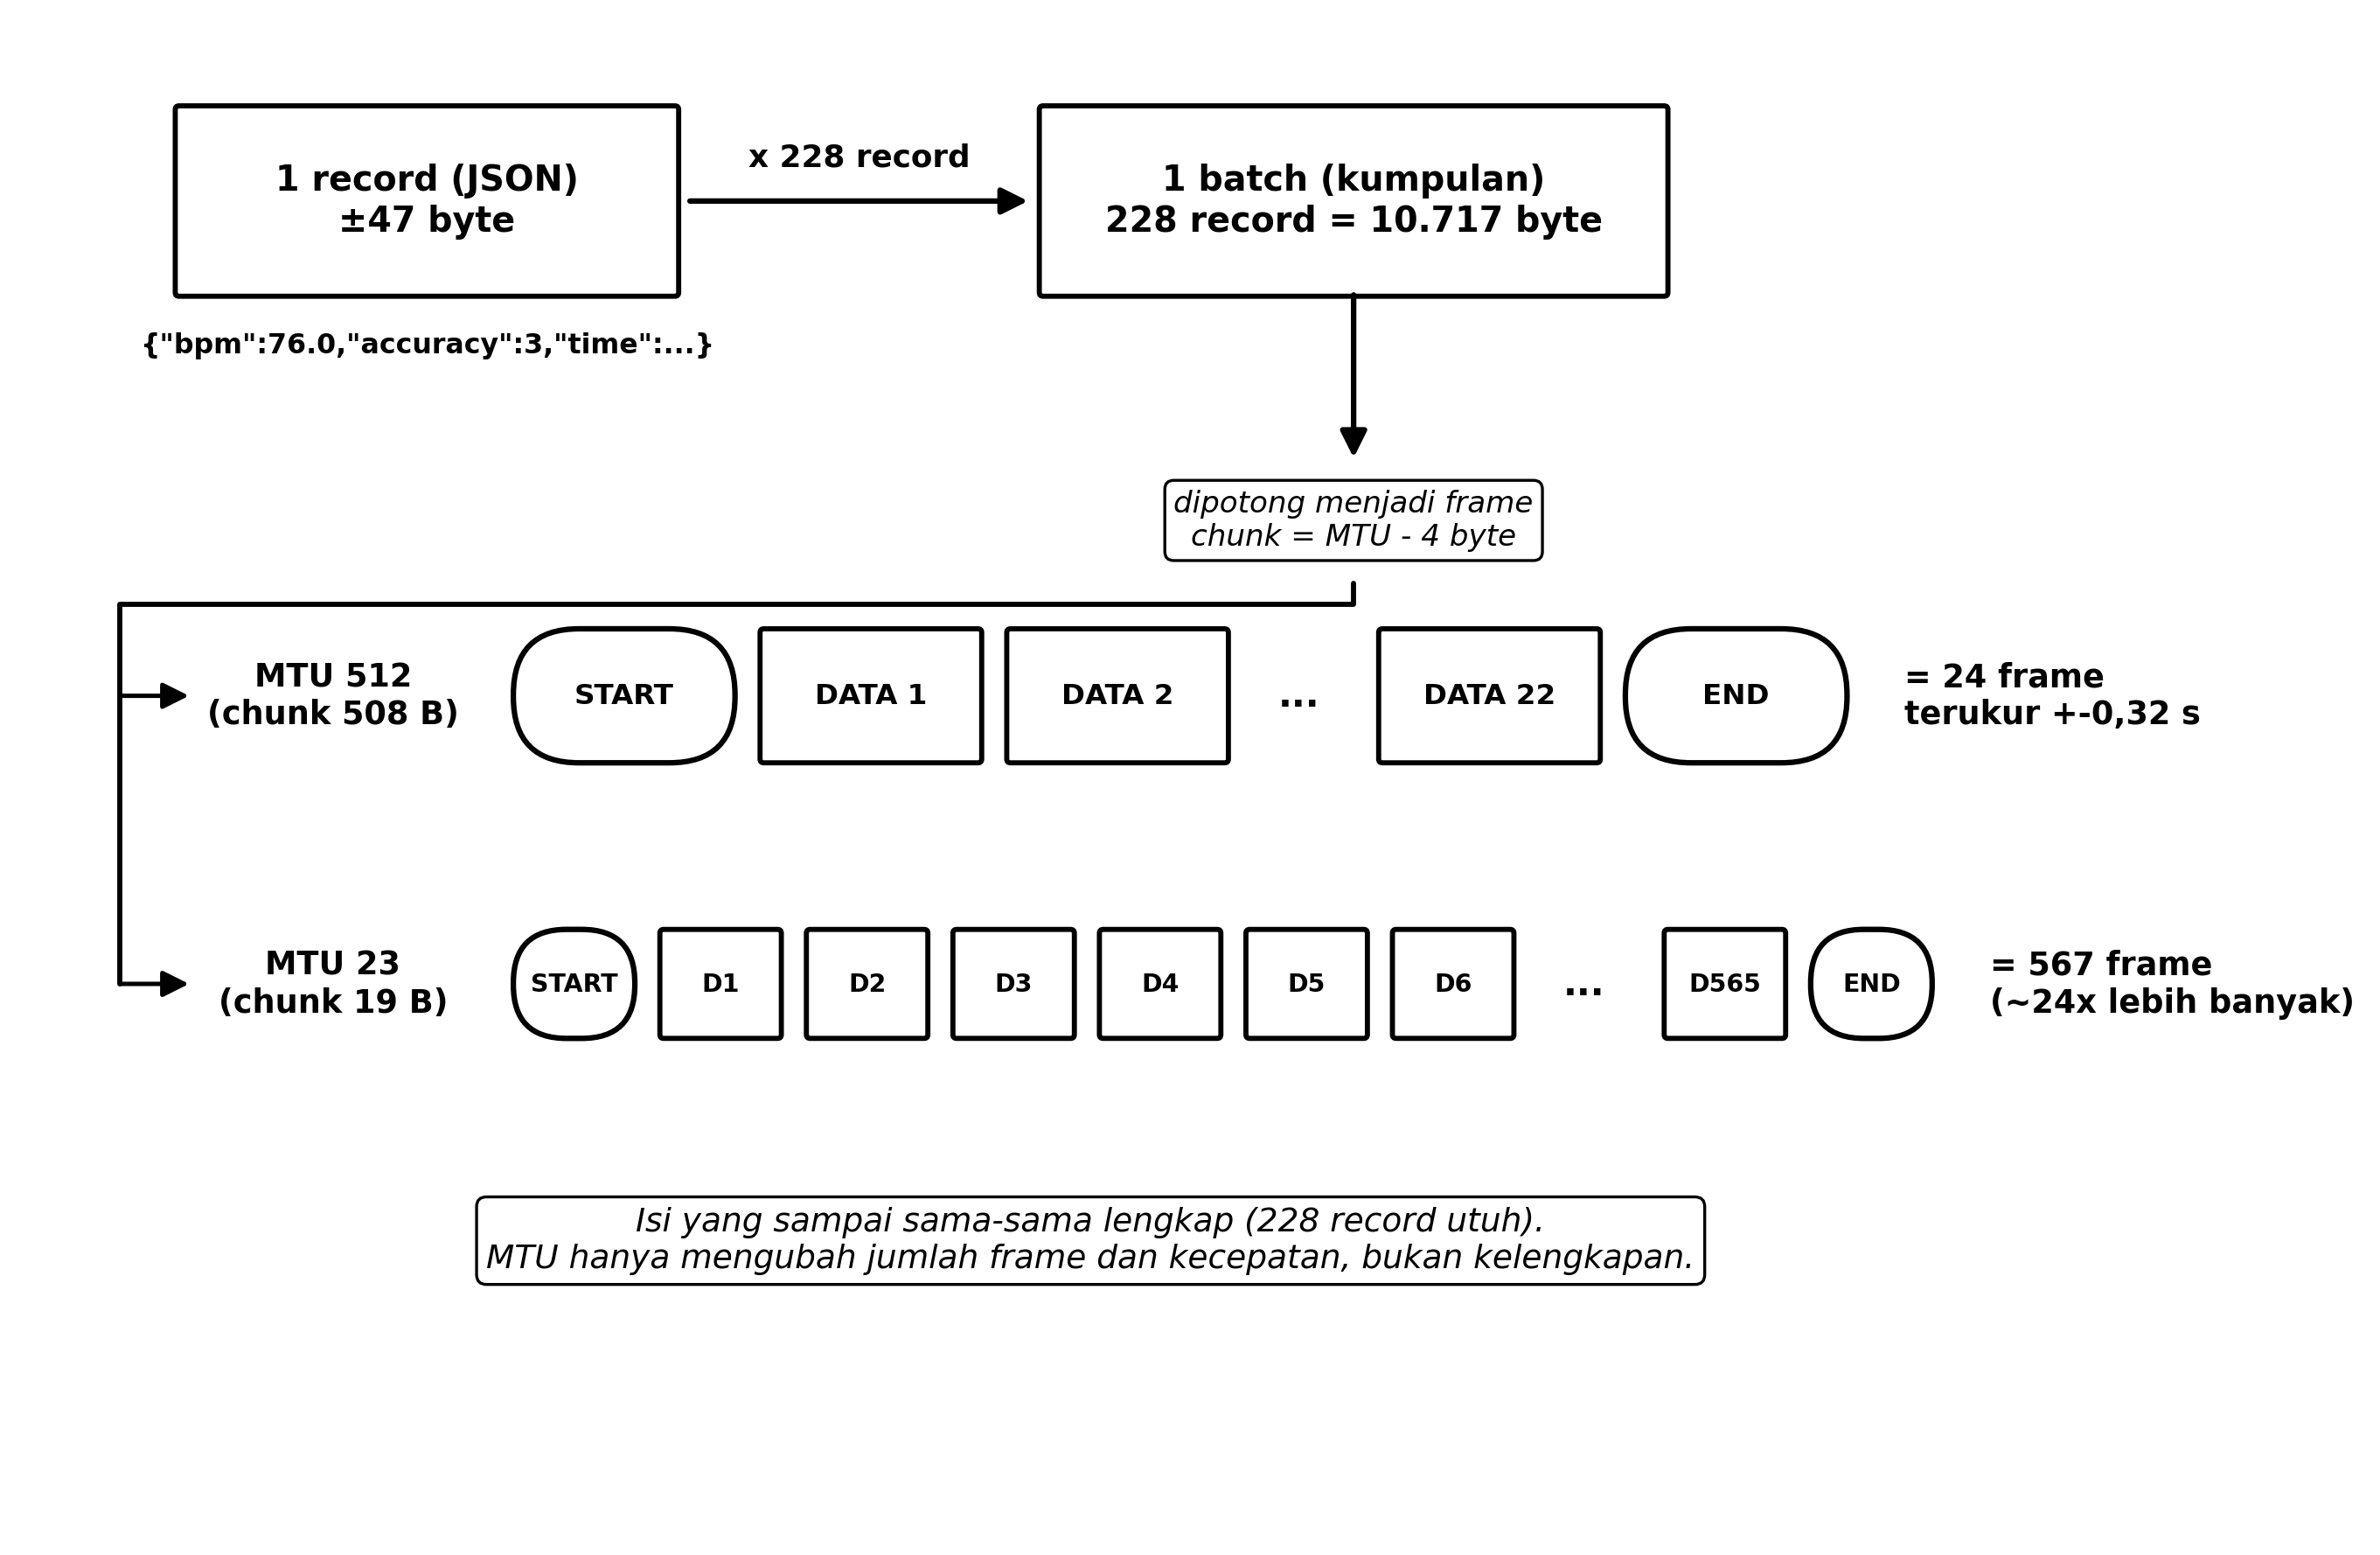 1 record (JSON)
±47 byte
x 228 record
1 batch (kumpulan)
228 record = 10.717 byte
{"bpm":76.0,"accuracy":3,"time":...}
dipotong menjadi frame
chunk = MTU - 4 byte
MTU 512
(chunk 508 B)
START
DATA 1
DATA 2
...
DATA 22
END
= 24 frame
terukur +-0,32 s
MTU 23
(chunk 19 B)
START
D1
D2
D3
D4
D5
D6
...
D565
END
= 567 frame
(~24x lebih banyak)
Isi yang sampai sama-sama lengkap (228 record utuh).
MTU hanya mengubah jumlah frame dan kecepatan, bukan kelengkapan.